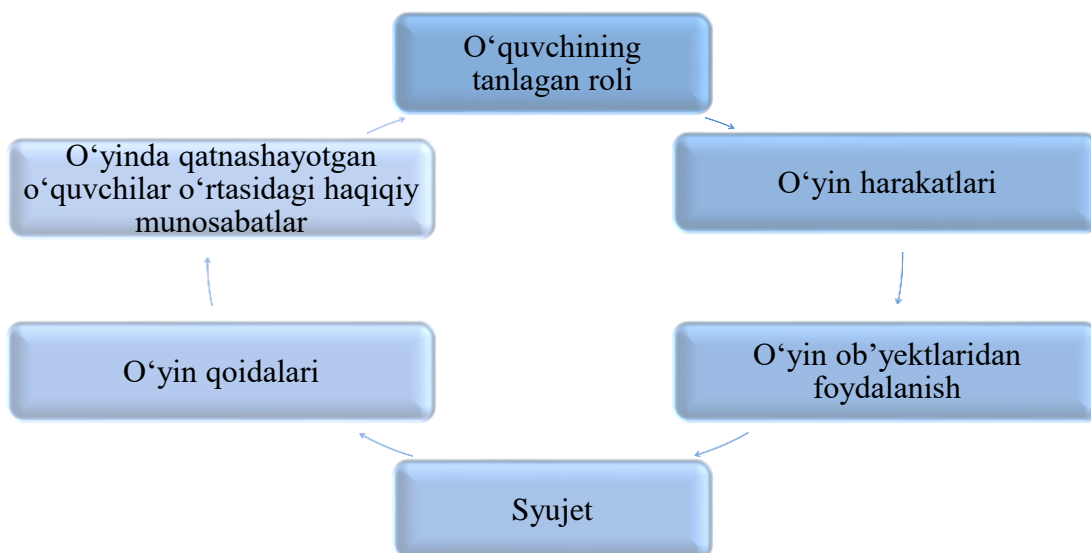 O‘quvchining
tanlagan roli
O‘yin harakatlari
O‘yin ob’yektlaridan
foydalanish
Syujet
O‘yin qoidalari
O‘yinda qatnashayotgan
o‘quvchilar o‘rtasidagi haqiqiy
munosabatlar